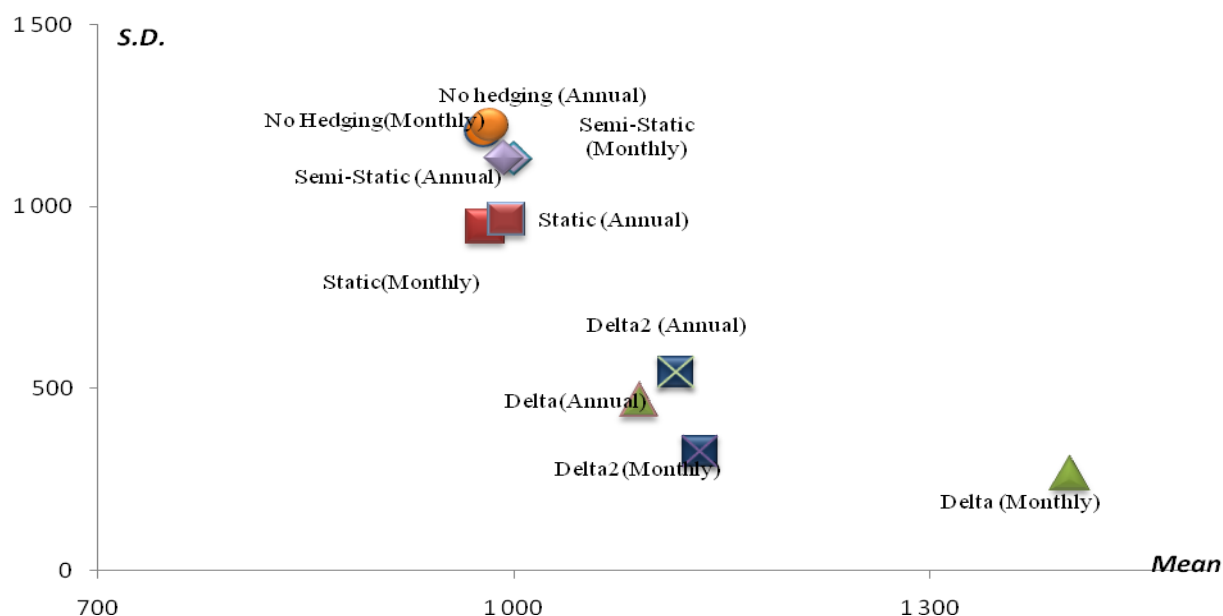 1 500
S.D.
No hedging (Annual)
No Hedging(Monthly)
Semi-Static
(Monthly)
Semi-Static (Annual)
1 000
Static (Annual)
Static(Monthly)
Delta2 (Annual)
500
Delta(Annual)
Delta2(Monthly)
Delta (Monthly)
0
Mean
700
1 000
1 300